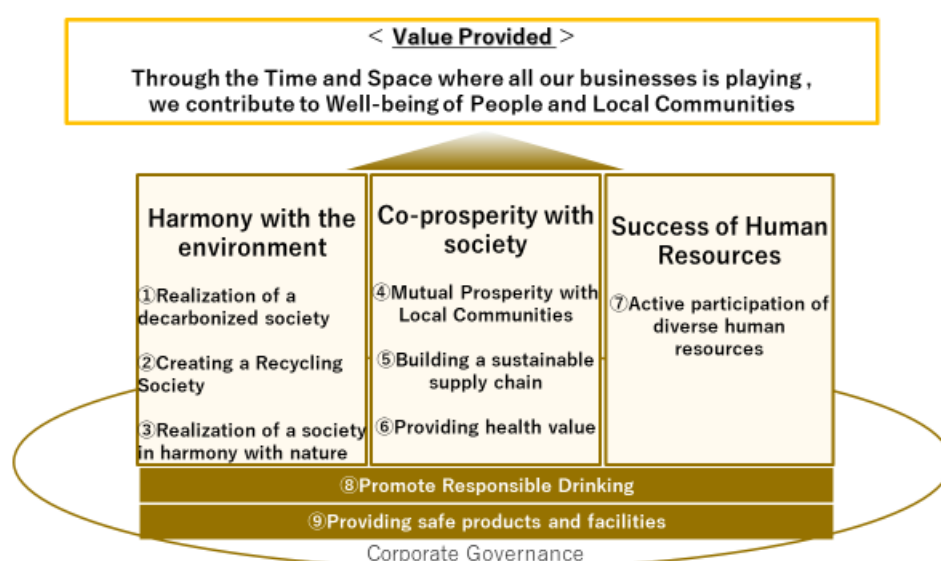 < Value Provided >
Through the Time and Space where all our businesses is playing ,
we contribute to Well-being of People and Local Communities
Harmony with the
environment
①Realization of a
decarbonized society
②Creating a Recycling
Society
③Realization of a society
in harmony with nature
Co-prosperity with
society
④Mutual Prosperity with
Local Communities
⑤Building a sustainable
supply chain
⑥Providing health value
Success of Human
Resources
⑦Active participation of
diverse human
resources
⑧Promote Responsible Drinking
⑨Providing safe products and facilities
Corporate Governance